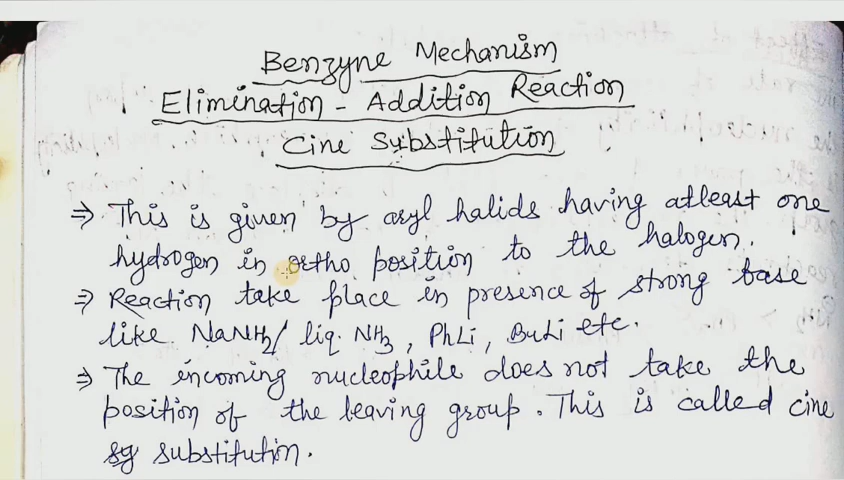 Benzyne Mechanism
Elimination - Addition Reaction
Cine Substitution
⇒ This is given by aryl halids having atleast one
hydrogen in ortho position to the halogen.
⇒ Reaction take place in presence of strong base
like NaNH2/ liq. NH3, PhLi, BuLi etc.
⇒ The incoming nucleophile does not take the
position of the leaving group. This is called cine
substitution.